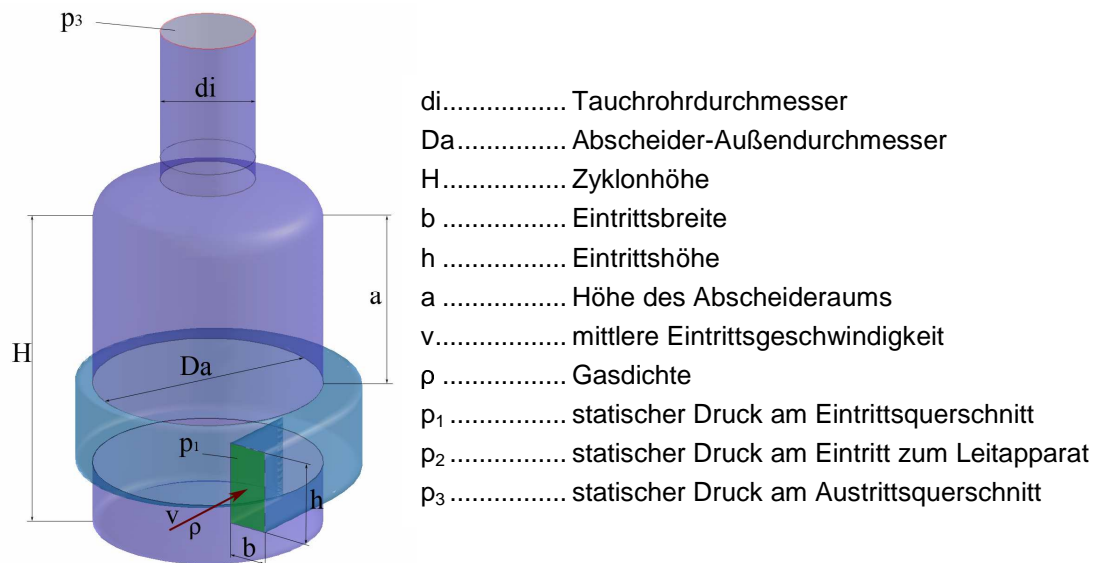 p3
di
H
a
Da
p1
v
ρ
h
b
di................. Tauchrohrdurchmesser
Da............... Abscheider-Außendurchmesser
H ................. Zyklonhöhe
b ................. Eintrittsbreite
h ................. Eintrittshöhe
a ................. Höhe des Abscheideraums
v.................. mittlere Eintrittsgeschwindigkeit
ρ ................. Gasdichte
p₁ ................ statischer Druck am Eintrittsquerschnitt
p₂ ................ statischer Druck am Eintritt zum Leitapparat
p₃ ................ statischer Druck am Austrittsquerschnitt